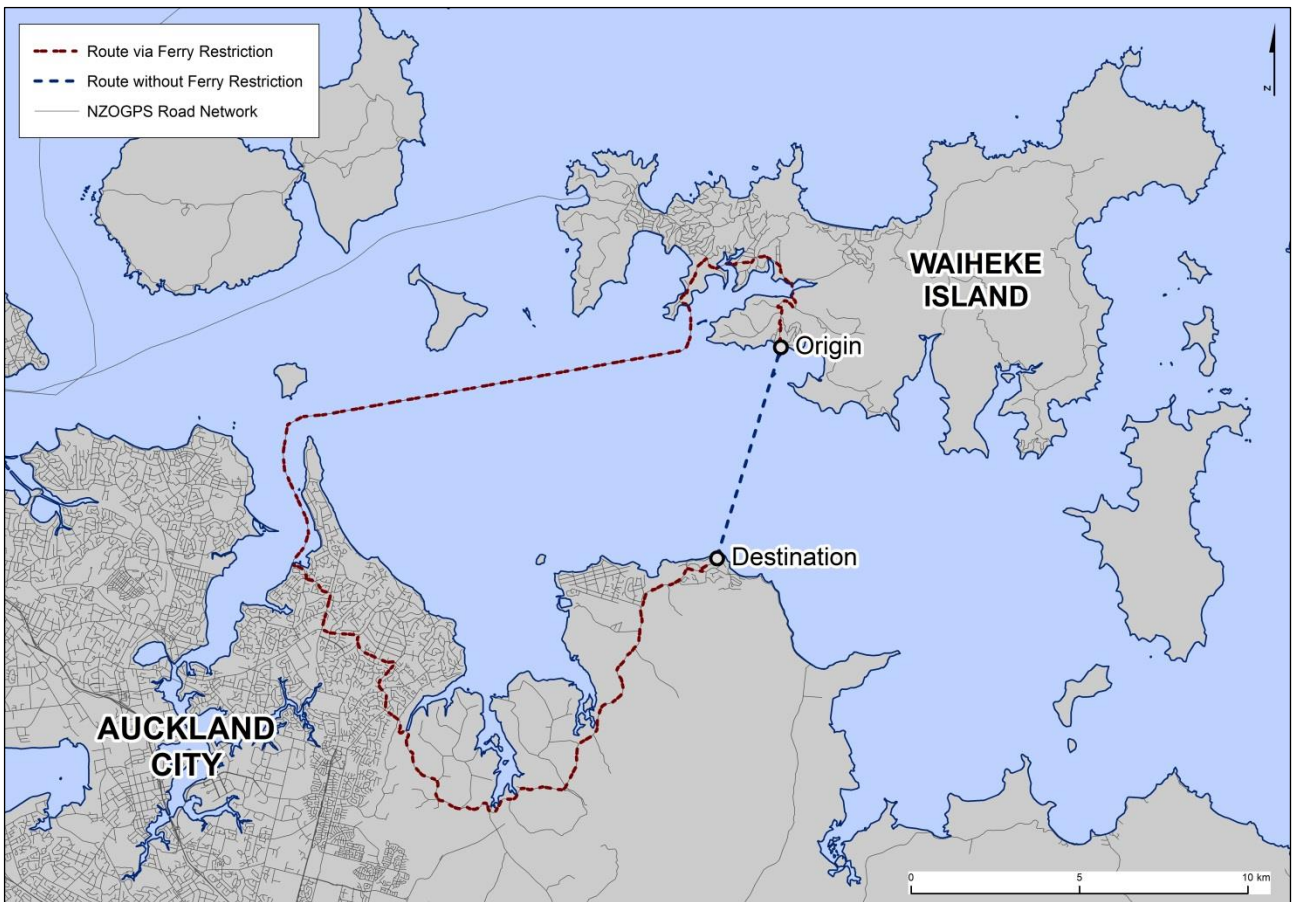 Route via Ferry Restriction
Route without Ferry Restriction
NZOGPS Road Network
N
WAIHEKE
ISLAND
Origin
Destination
AUCKLAND
CITY
0 5 10 km